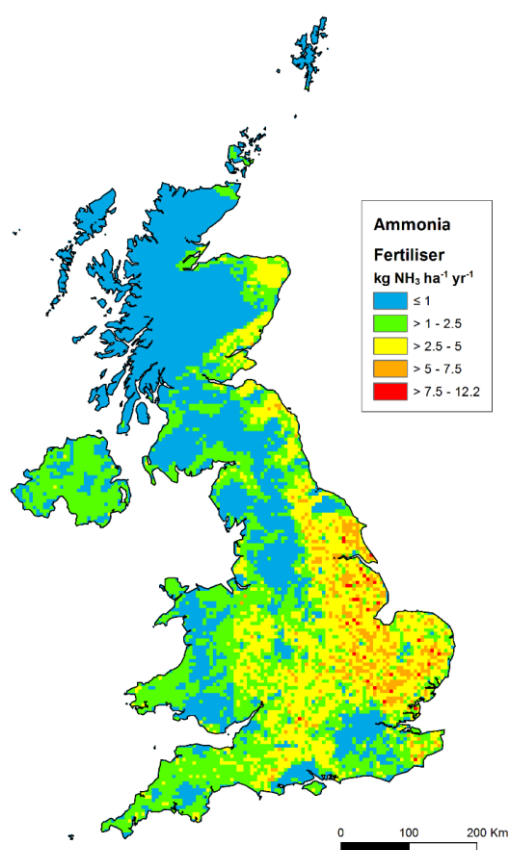 Ammonia
Fertiliser
kg NH₃ ha⁻¹ yr⁻¹
≤ 1
> 1 - 2.5
> 2.5 - 5
> 5 - 7.5
> 7.5 - 12.2
0 100 200 Km